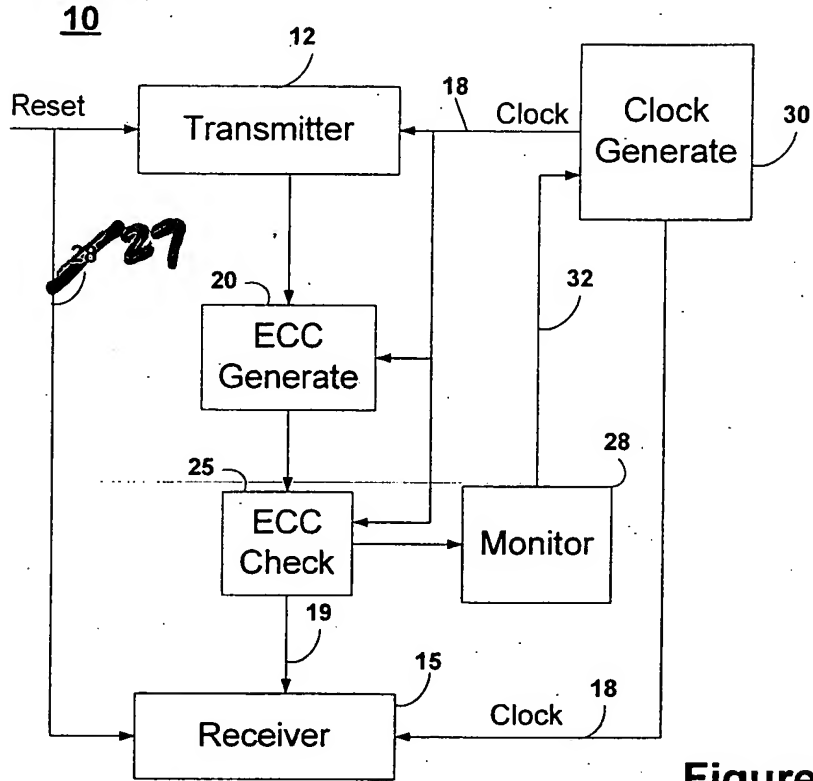 10
12
Reset
Transmitter
18
Clock
Clock
Generate
30
27
20
ECC
Generate
32
25
ECC
Check
28
Monitor
19
15
Receiver
Clock
18
Figure